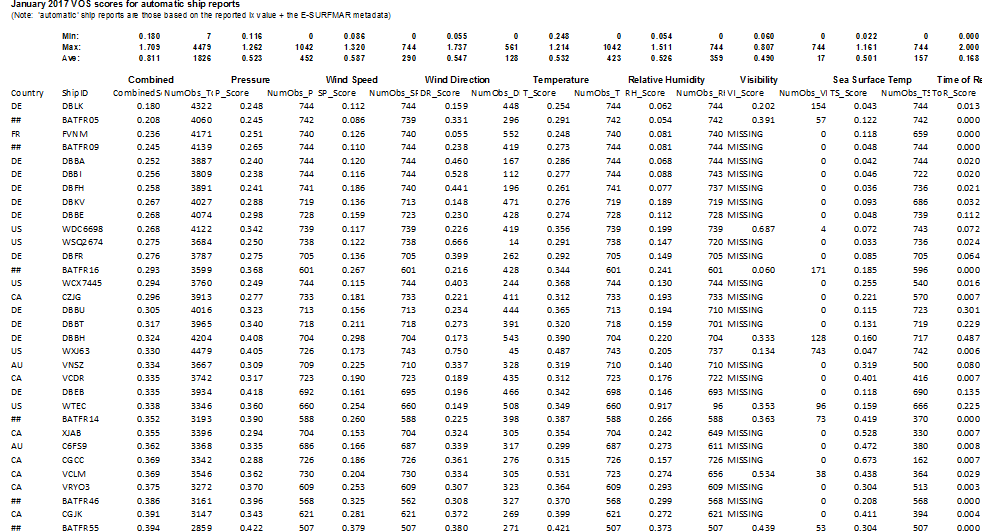 January 2017 VOS scores for automatic ship reports
(Note: 'automatic' ship reports are those based on the reported Ix value + the E-SURFMAR metadata)
Min: 0.180 7 0.116 0 0.086 0 0.055 0 0.248 0 0.054 0 0.060 0 0.022 0 0.000
Max: 1.709 4479 1.262 1042 1.320 744 1.737 561 1.214 1042 1.511 744 0.807 744 1.161 744 2.000
Ave: 0.811 1826 0.523 452 0.587 290 0.547 128 0.532 423 0.526 359 0.490 17 0.501 157 0.168
Combined Pressure Wind Speed Wind Direction Temperature Relative Humidity Visibility Sea Surface Temp Time of Re
Country ShipID CombinedS NumObs_T P_Score NumObs_P SP_Score NumObs_SP DR_Score NumObs_D T_Score NumObs_T RH_Score NumObs_RI VI_Score NumObs_VI TS_Score NumObs_TS ToR_Score
DE DBLK 0.180 4322 0.248 744 0.112 744 0.159 448 0.254 744 0.062 744 0.202 154 0.043 744 0.013
## BATFR05 0.208 4060 0.245 742 0.086 739 0.331 296 0.291 742 0.054 742 0.391 57 0.122 742 0.000
FR FVNM 0.236 4171 0.251 740 0.126 740 0.055 552 0.248 740 0.081 740 MISSING 0 0.118 659 0.000
## BATFR09 0.245 4139 0.265 744 0.110 744 0.238 419 0.273 744 0.081 744 MISSING 0 0.048 744 0.000
DE DBBA 0.252 3887 0.240 744 0.120 744 0.460 167 0.286 744 0.068 744 MISSING 0 0.042 744 0.020
DE DBBI 0.256 3809 0.238 744 0.116 744 0.528 112 0.277 744 0.088 743 MISSING 0 0.046 722 0.020
DE DBFH 0.258 3891 0.241 741 0.186 740 0.441 196 0.261 741 0.077 737 MISSING 0 0.036 736 0.021
DE DBKV 0.267 4027 0.288 719 0.136 713 0.148 471 0.276 719 0.189 719 MISSING 0 0.093 686 0.032
DE DBBE 0.268 4074 0.298 728 0.159 723 0.230 428 0.274 728 0.112 728 MISSING 0 0.048 739 0.112
US WDC6698 0.268 4122 0.342 739 0.117 739 0.226 419 0.356 739 0.199 739 0.687 4 0.072 743 0.072
US WSQ2674 0.275 3684 0.250 738 0.122 738 0.666 14 0.291 738 0.147 720 MISSING 0 0.033 736 0.024
DE DBFR 0.276 3787 0.275 705 0.136 705 0.399 262 0.292 705 0.149 705 MISSING 0 0.085 705 0.064
## BATFR16 0.293 3599 0.368 601 0.267 601 0.216 428 0.344 601 0.241 601 0.060 171 0.185 596 0.000
US WCX7445 0.294 3760 0.249 744 0.115 744 0.403 244 0.368 744 0.130 744 MISSING 0 0.255 540 0.016
CA CZJG 0.296 3913 0.277 733 0.181 733 0.221 411 0.312 733 0.193 733 MISSING 0 0.221 570 0.007
DE DBBU 0.305 4016 0.323 713 0.156 713 0.234 444 0.365 713 0.194 710 MISSING 0 0.115 723 0.301
DE DBBT 0.317 3965 0.340 718 0.211 718 0.273 391 0.320 718 0.159 701 MISSING 0 0.131 719 0.229
DE DBBH 0.324 4204 0.408 704 0.298 704 0.173 543 0.390 704 0.220 704 0.333 128 0.160 717 0.487
US WXJ63 0.330 4479 0.405 726 0.173 743 0.750 45 0.487 743 0.205 737 0.134 743 0.047 742 0.006
AU VNSZ 0.334 3667 0.309 709 0.225 710 0.337 328 0.319 710 0.140 710 MISSING 0 0.319 500 0.080
CA VCDR 0.335 3742 0.317 723 0.190 723 0.189 435 0.312 723 0.176 722 MISSING 0 0.401 416 0.007
DE DBEB 0.335 3934 0.418 692 0.161 695 0.196 466 0.342 698 0.146 693 MISSING 0 0.118 690 0.135
US WTEC 0.338 3346 0.360 660 0.254 660 0.149 508 0.349 660 0.917 96 0.353 96 0.159 666 0.225
## BATFR14 0.352 3193 0.390 588 0.260 588 0.225 398 0.387 588 0.266 588 0.363 73 0.419 370 0.000
CA XJAB 0.355 3396 0.294 704 0.153 704 0.324 305 0.354 704 0.242 649 MISSING 0 0.528 330 0.007
AU C6FS9 0.362 3368 0.335 686 0.166 687 0.339 317 0.299 687 0.273 611 MISSING 0 0.472 380 0.008
CA CGCC 0.369 3342 0.288 726 0.186 726 0.361 276 0.315 726 0.157 726 MISSING 0 0.673 162 0.007
CA VCLM 0.369 3546 0.362 730 0.204 730 0.334 305 0.531 723 0.274 656 0.534 38 0.438 364 0.029
CA VRYO3 0.375 3272 0.370 609 0.253 609 0.307 323 0.364 609 0.293 609 MISSING 0 0.304 513 0.003
## BATFR46 0.386 3161 0.396 568 0.325 562 0.308 327 0.370 568 0.299 568 MISSING 0 0.208 568 0.000
CA CGJK 0.391 3147 0.343 621 0.281 621 0.372 269 0.399 621 0.272 621 MISSING 0 0.411 394 0.004
## BATFR55 0.394 2859 0.422 507 0.379 507 0.380 271 0.421 507 0.373 507 0.439 53 0.304 507 0.000